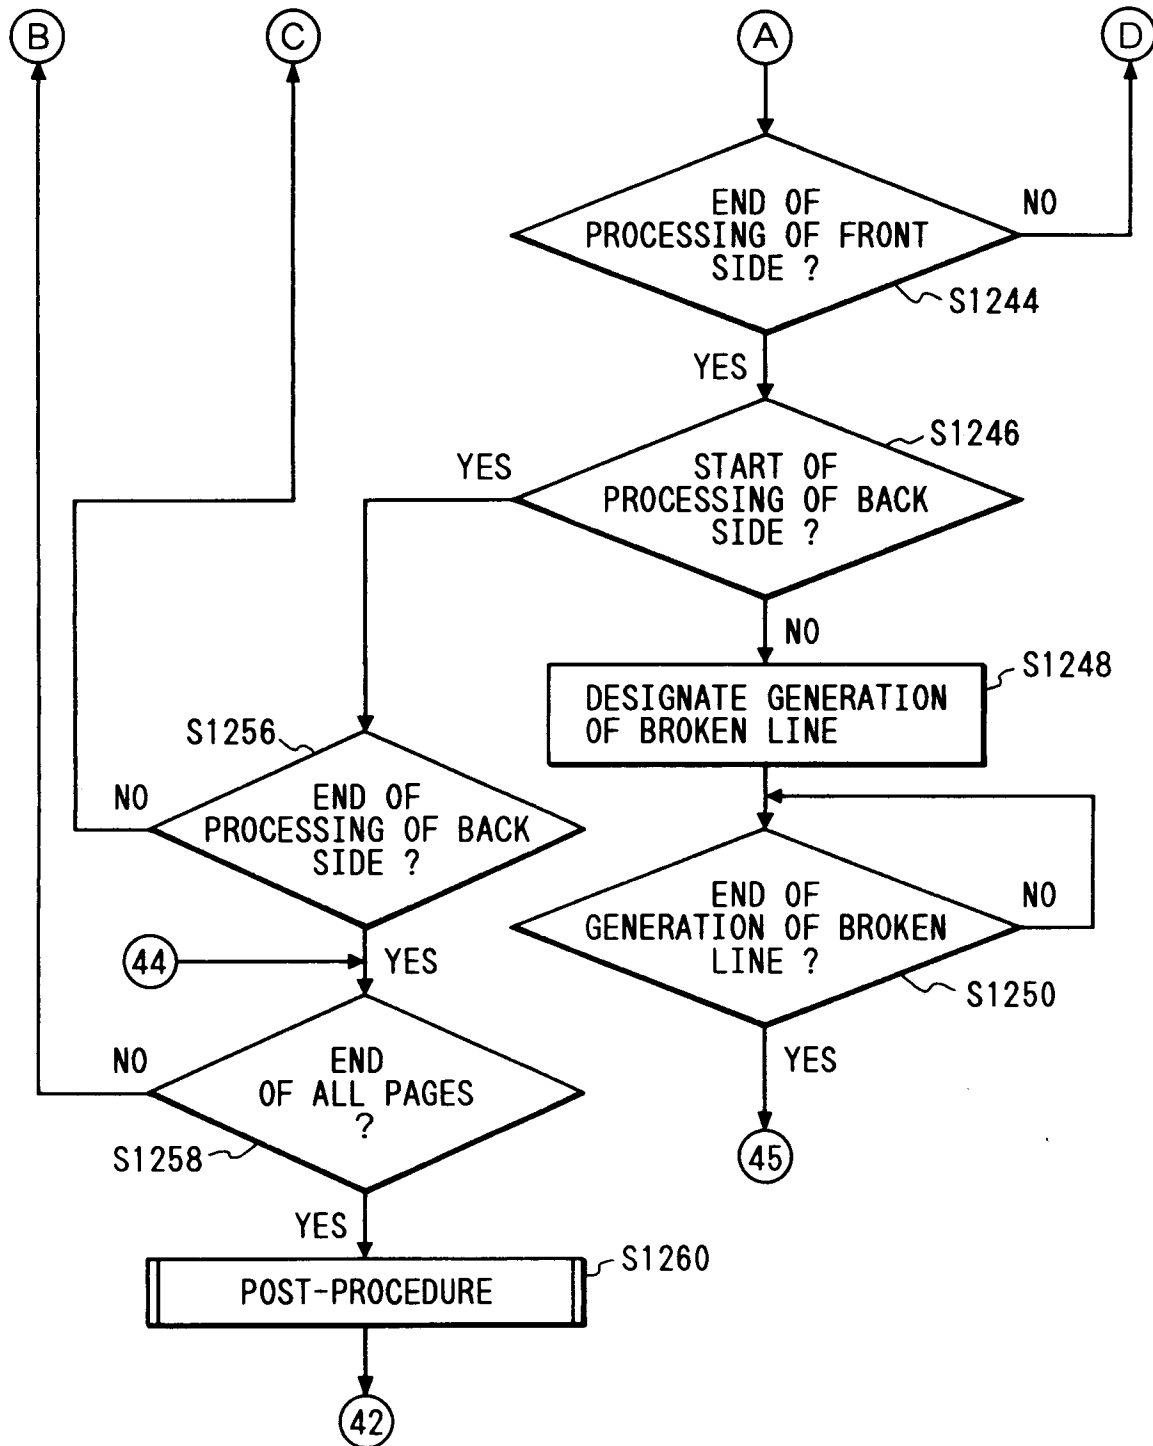 B
C
A
D
END OF
PROCESSING OF FRONT
SIDE ?
NO
S1244
YES
S1246
YES
START OF
PROCESSING OF BACK
SIDE ?
NO
S1248
DESIGNATE GENERATION
OF BROKEN LINE
S1256
NO
END OF
PROCESSING OF BACK
SIDE ?
END OF
GENERATION OF BROKEN
LINE ?
NO
S1250
44
YES
NO
END
OF ALL PAGES
?
S1258
YES
45
YES
S1260
POST-PROCEDURE
42